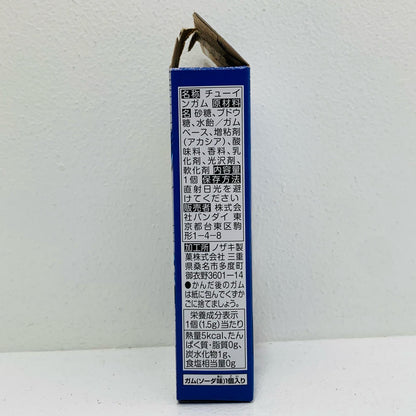 名称 チューイ
ンガム 原材料
名 砂糖、ブドウ
糖、水飴／ガム
ベース、増粘剤
(アカシア)、酸
味料、香料、乳
化剤、光沢剤、
軟化剤 内容量
1個 保存方法
直射日光を避
けてください
販売者 株式会
社バンダイ 東
京都台東区駒
形1-4-8
加工所 ノザキ製
菓株式会社 三重
県桑名市多度町
御衣野3601-14
●かんだ後のガム
は紙に包んでくずか
ごに捨てましょう。
栄養成分表示
1個(1.5g)当たり
熱量5kcal、たん
ぱく質・脂質0g、
炭水化物1g、
食塩相当量0g
ガム(ソーダ味)1個入り